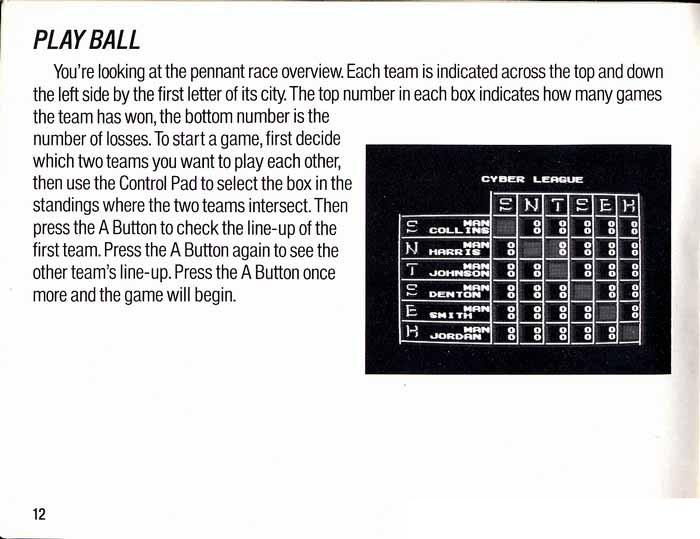 PLAY BALL
You're looking at the pennant race overview. Each team is indicated across the top and down
the left side by the first letter of its city. The top number in each box indicates how many games
the team has won, the bottom number is the
number of losses. To start a game, first decide
which two teams you want to play each other,
then use the Control Pad to select the box in the
standings where the two teams intersect. Then
press the A Button to check the line-up of the
first team. Press the A Button again to see the
other team's line-up. Press the A Button once
more and the game will begin.
CYBER LEAGUE
S N T S E K
S MAN 0 0 0 0 0
COLLINS 0 0 0 0 0
N MAN 0 0 0 0 0
HARRIS 0 0 0 0 0
T MAN 0 0 0 0 0
JOHNSON 0 0 0 0 0
S MAN 0 0 0 0 0
DENTON 0 0 0 0 0
E MAN 0 0 0 0 0
SMITH 0 0 0 0 0
K MAN 0 0 0 0 0
JORDAN 0 0 0 0 0
12